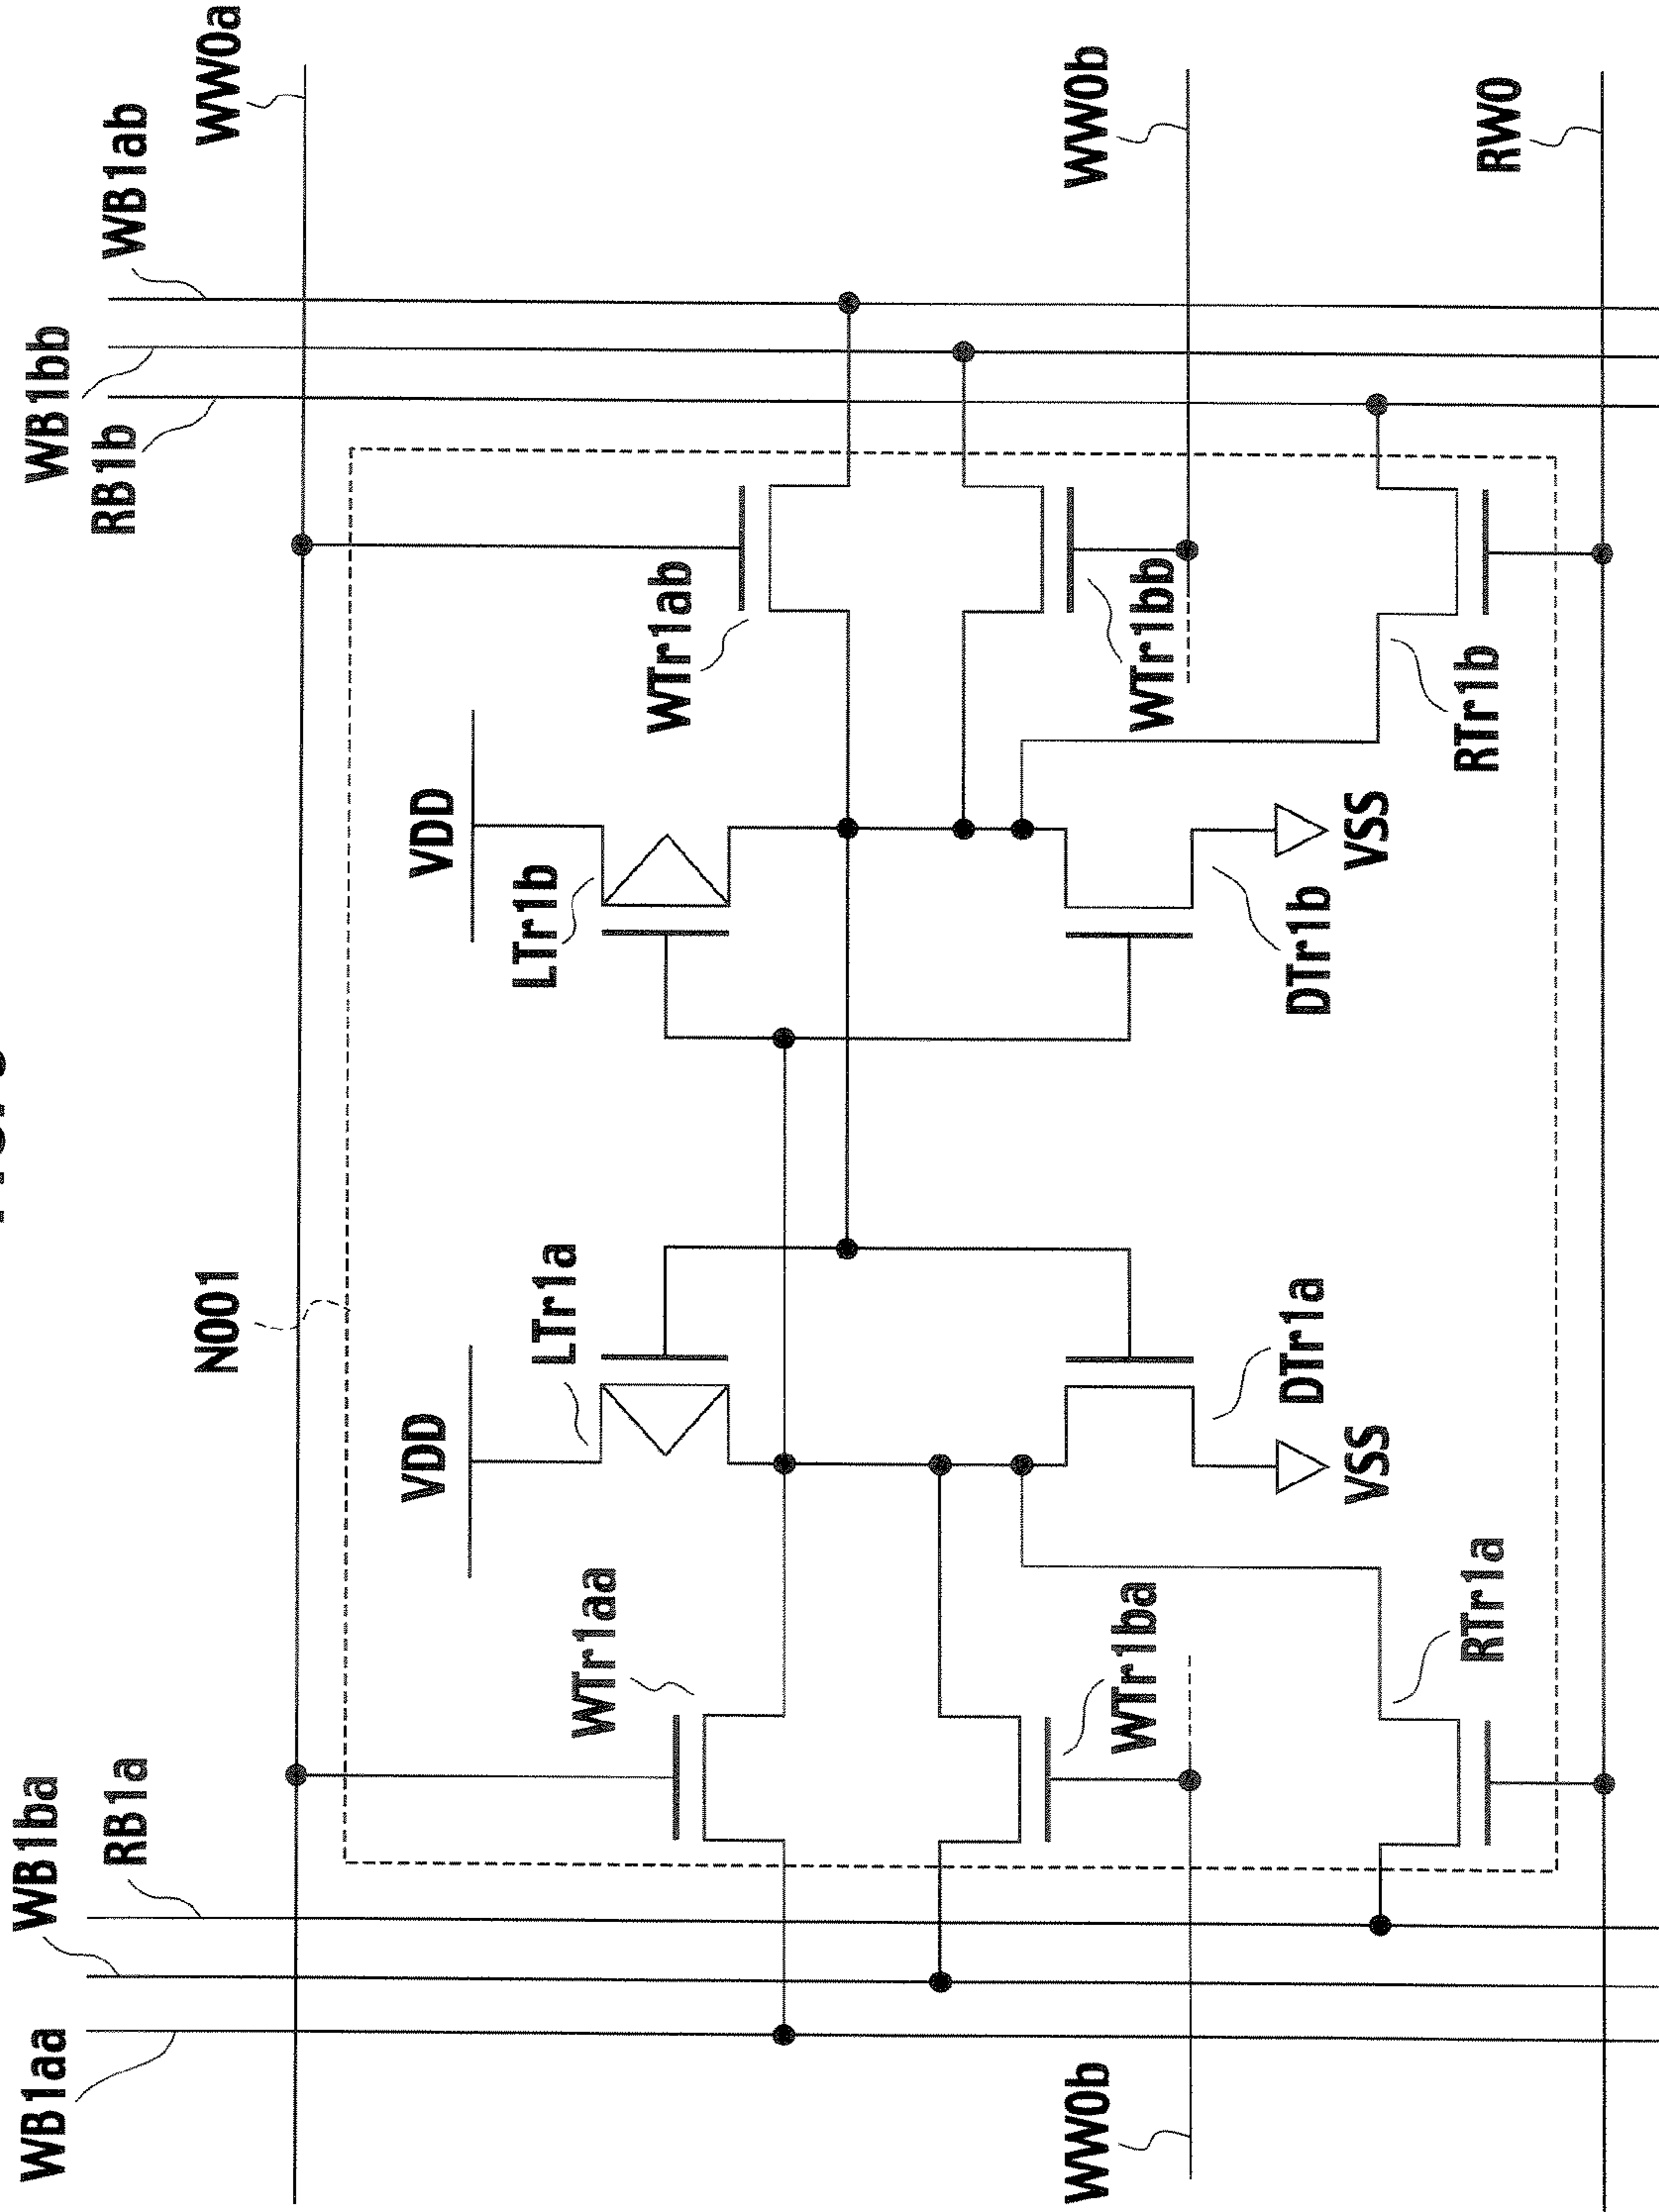 WB1aa
WB1ba
WB1bb
RB1a
RB1b
WB1ab
N001
WW0a
VDD
VDD
LTr1a
LTr1b
WTr1aa
WTr1ab
WW0b
WW0b
WTr1ba
WTr1bb
DTr1a
DTr1b
VSS
VSS
RTr1a
RTr1b
RW0